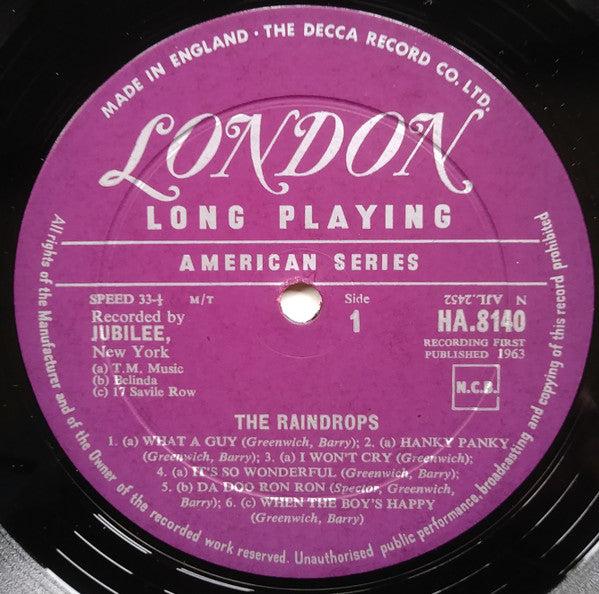 MADE IN ENGLAND · THE DECCA RECORD CO. LTD.
LONDON
LONG PLAYING
AMERICAN SERIES
SPEED 33-⅓ M/T
Side
1
N AJL.2452
HA.8140
Recorded by
JUBILEE,
New York
RECORDING FIRST
PUBLISHED 1963
(a) T.M. Music
(b) Belinda
(c) 17 Savile Row
N.C.B.
THE RAINDROPS
1. (a) WHAT A GUY (Greenwich, Barry); 2. (a) HANKY PANKY
(Greenwich, Barry); 3. (a) I WON'T CRY (Greenwich, Barry);
4. (a) IT'S SO WONDERFUL (Greenwich, Barry);
5. (b) DA DOO RON RON (Spector, Greenwich,
Barry); 6. (c) WHEN THE BOY'S HAPPY
(Greenwich, Barry)
All rights of the Manufacturer and of the Owner of the recorded work reserved. Unauthorised public performance, broadcasting and copying of this record prohibited